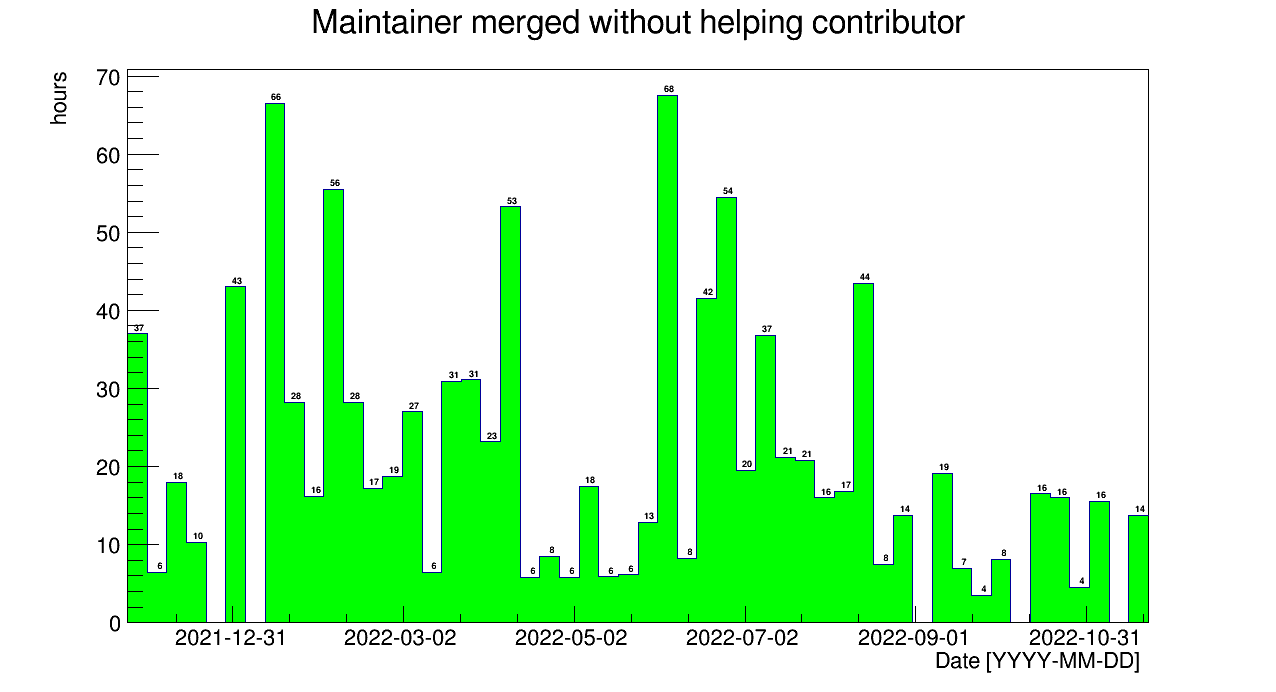 Maintainer merged without helping contributor
hours
70
60
50
40
30
20
10
0
37 6 18 10 43 66 28 16 56 28 17 19 27 6 31 31 23 53 6 8 6 18 6 6 13 68 8 42 54 20 37 21 21 16 17 44 8 14 19 7 4 8 16 16 4 16 14
2021-12-31 2022-03-02 2022-05-02 2022-07-02 2022-09-01 2022-10-31
Date [YYYY-MM-DD]